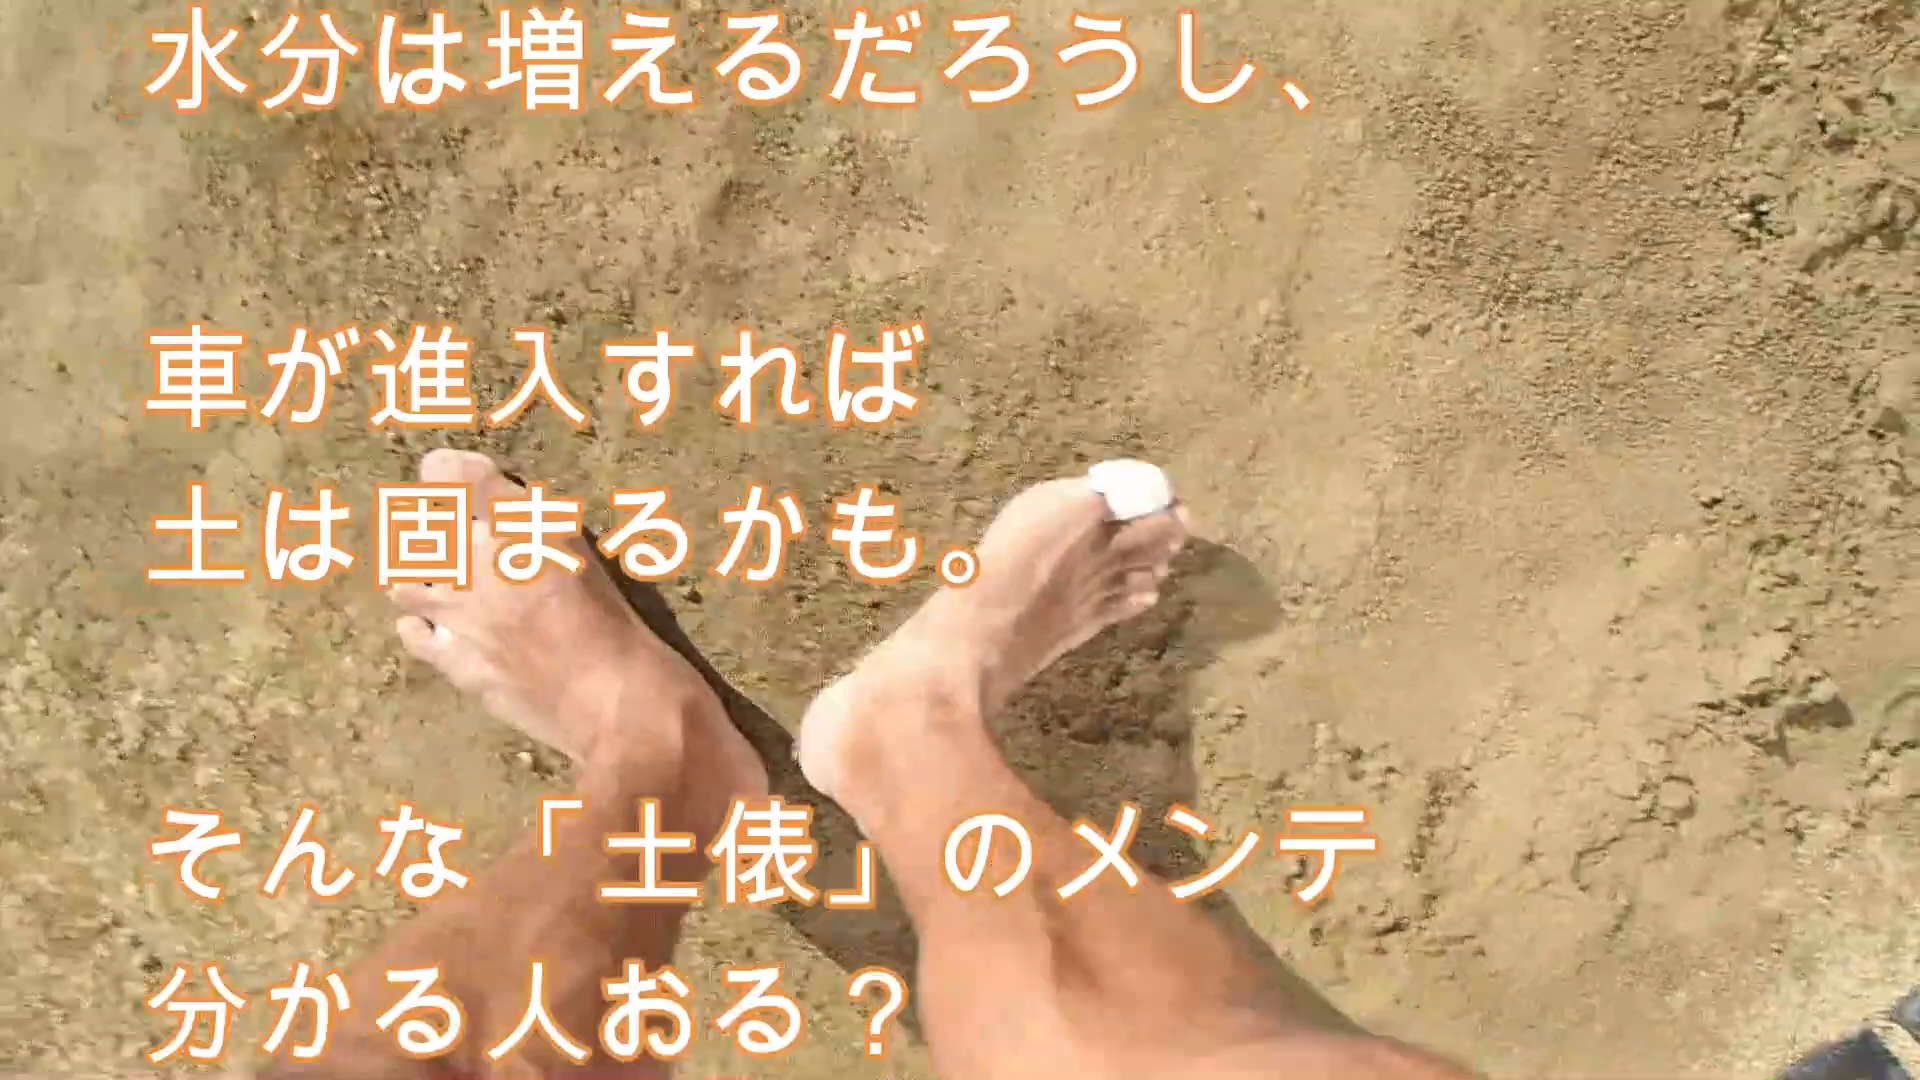 水分は増えるだろうし、
車が進入すれば
土は固まるかも。
そんな「土俵」のメンテ
分かる人おる？